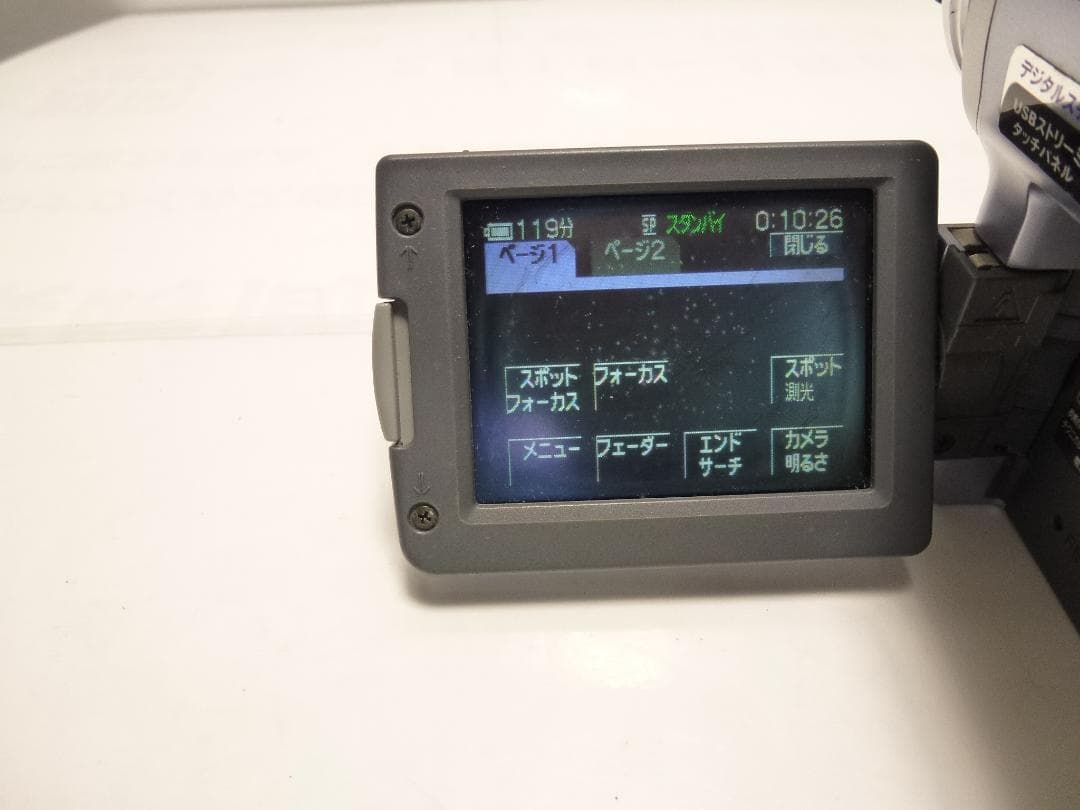 デジタルス
USBストリー
タッチパネル
119分 SP スタンバイ 0:10:26
ページ1 ページ2 閉じる
スポット
フォーカス
フォーカス
スポット
測光
メニュー
フェーダー
エンド
サーチ
カメラ
明るさ